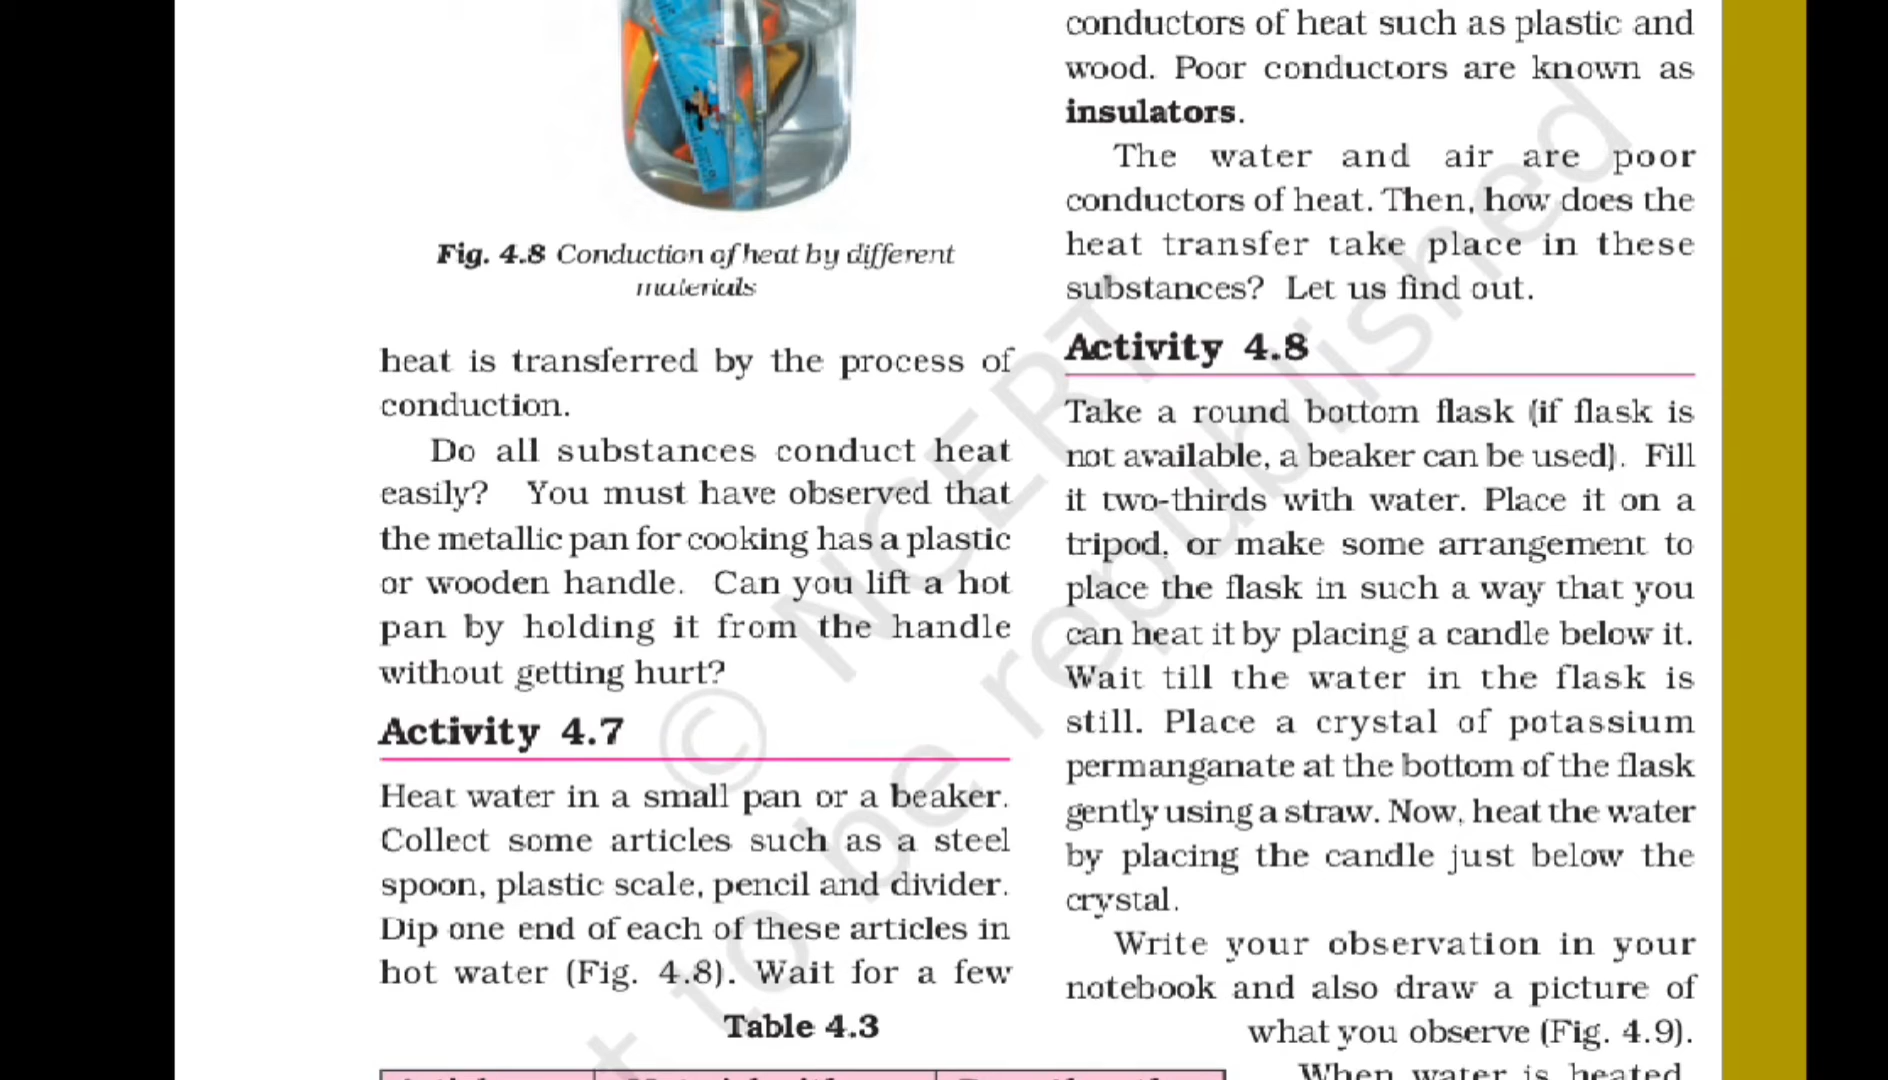 Fig. 4.8 Conduction of heat by different
materials
heat is transferred by the process of
conduction.
Do all substances conduct heat
easily? You must have observed that
the metallic pan for cooking has a plastic
or wooden handle. Can you lift a hot
pan by holding it from the handle
without getting hurt?
Activity 4.7
Heat water in a small pan or a beaker.
Collect some articles such as a steel
spoon, plastic scale, pencil and divider.
Dip one end of each of these articles in
hot water (Fig. 4.8). Wait for a few
Table 4.3
conductors of heat such as plastic and
wood. Poor conductors are known as
insulators.
The water and air are poor
conductors of heat. Then, how does the
heat transfer take place in these
substances? Let us find out.
Activity 4.8
Take a round bottom flask (if flask is
not available, a beaker can be used). Fill
it two-thirds with water. Place it on a
tripod, or make some arrangement to
place the flask in such a way that you
can heat it by placing a candle below it.
Wait till the water in the flask is
still. Place a crystal of potassium
permanganate at the bottom of the flask
gently using a straw. Now, heat the water
by placing the candle just below the
crystal.
Write your observation in your
notebook and also draw a picture of
what you observe (Fig. 4.9).
When water is heated,
© NCERT
to be republished